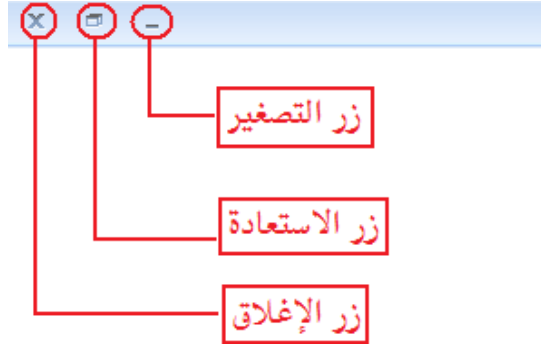 زر التصغير
زر الاستعادة
زر الإغلاق